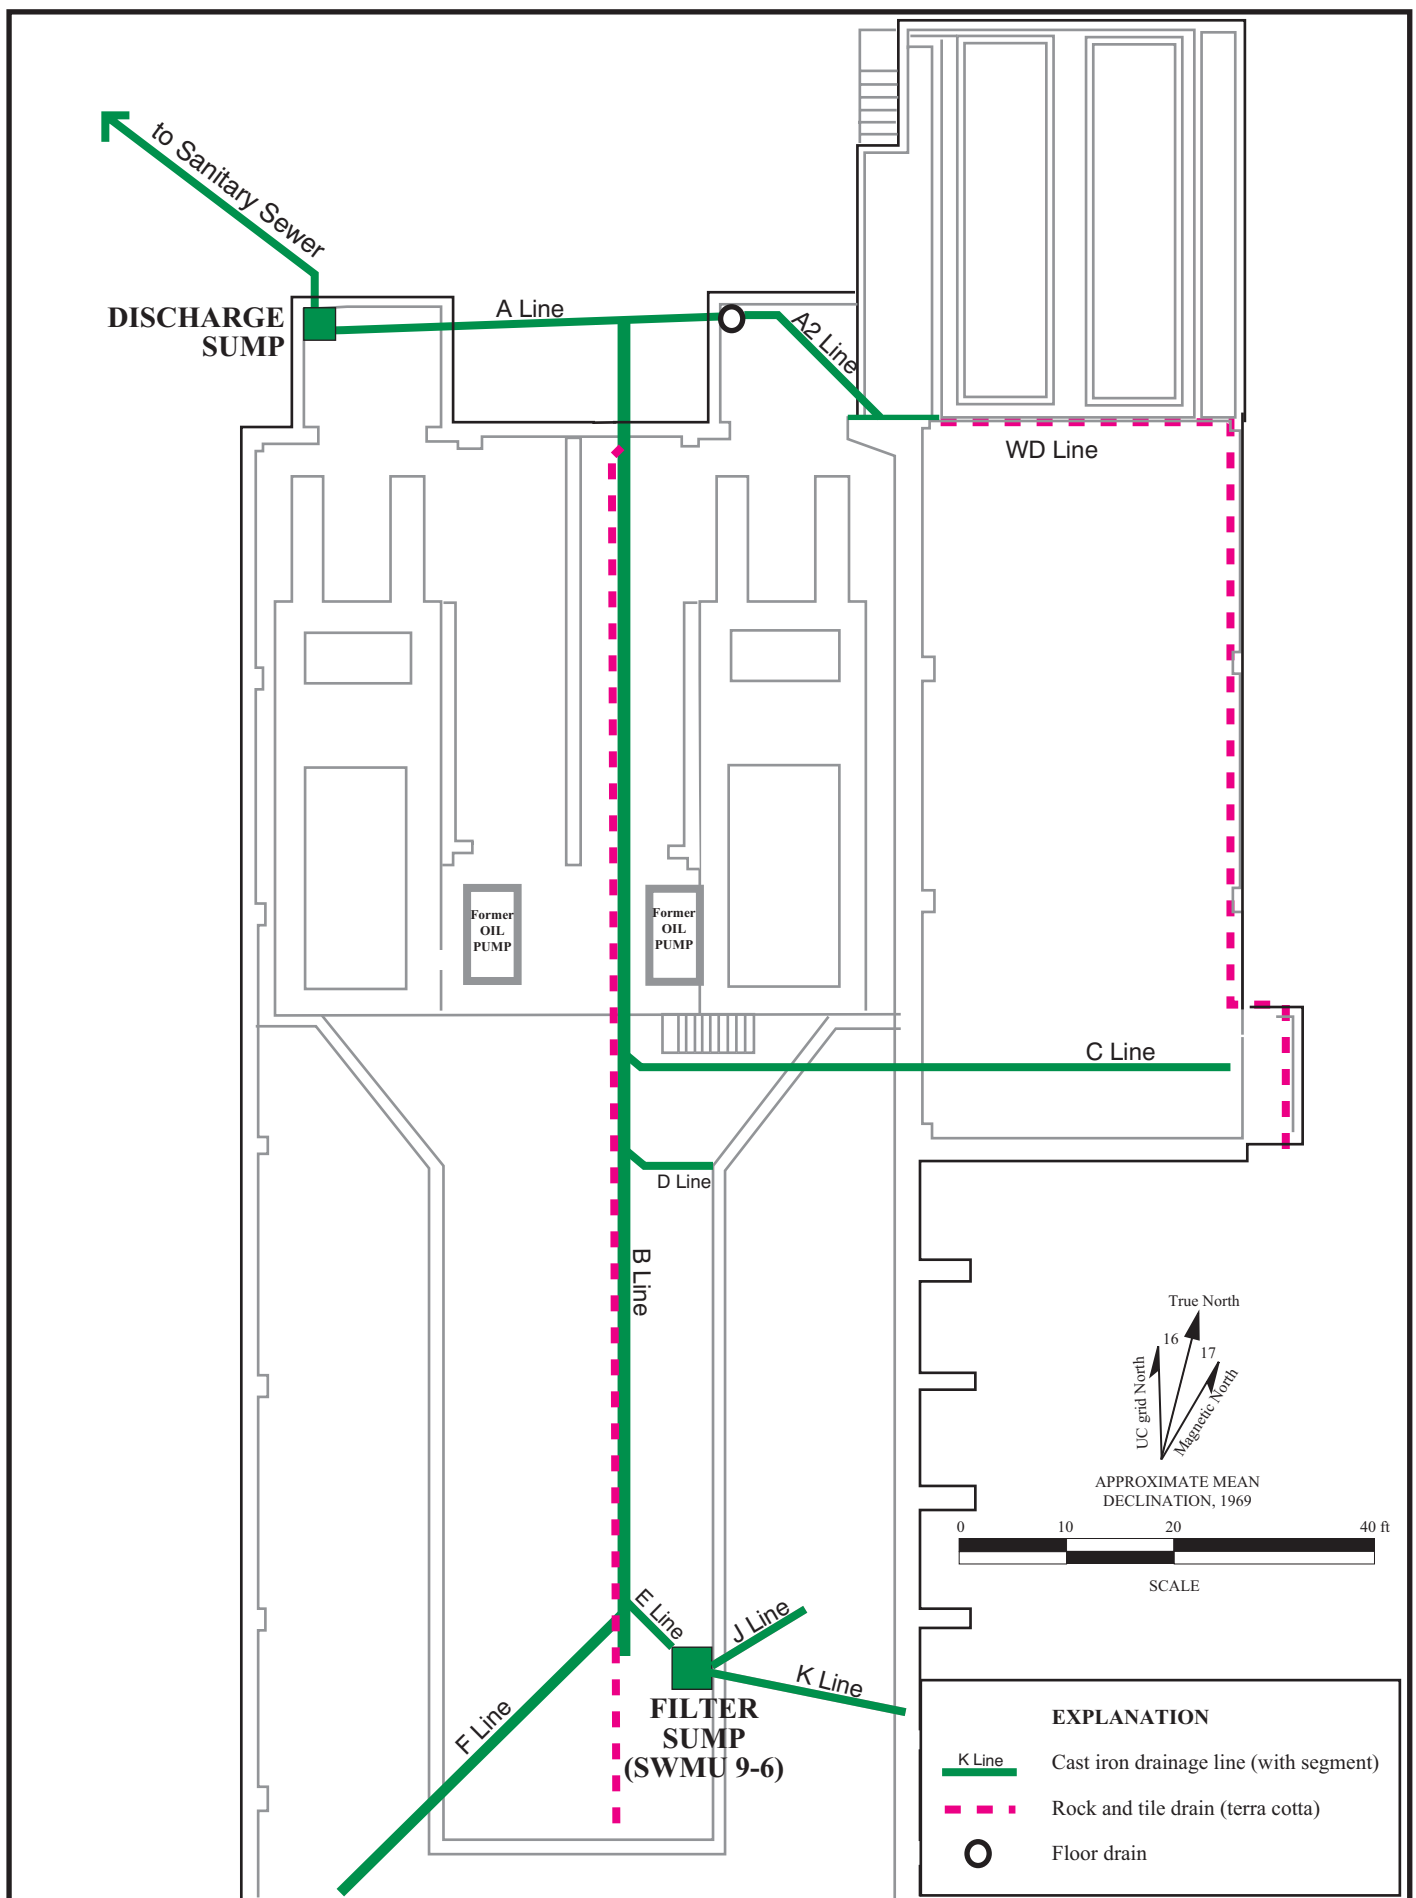 to Sanitary Sewer
DISCHARGE
SUMP
A Line
A2 Line
WD Line
Former
OIL
PUMP
Former
OIL
PUMP
C Line
D Line
B Line
True North
16
17
UC grid North
Magnetic North
APPROXIMATE MEAN
DECLINATION, 1969
0 10 20 40 ft
SCALE
E Line
J Line
K Line
F Line
FILTER
SUMP
(SWMU 9-6)
EXPLANATION
K Line Cast iron drainage line (with segment)
Rock and tile drain (terra cotta)
Floor drain